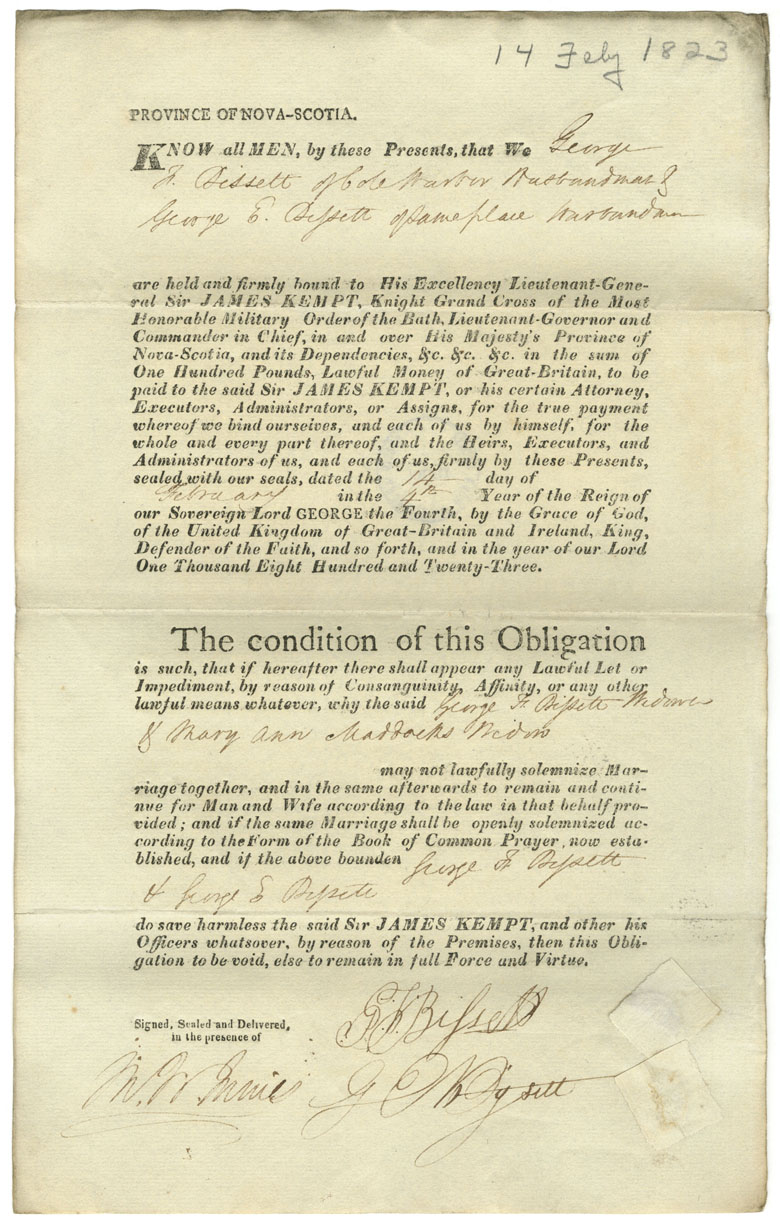 14 Feby 1823
PROVINCE OF NOVA-SCOTIA.
KNOW all MEN, by these Presents, that We George
F. Bissett of Cole Harbor Husbandman &
George E. Bissett of same place Husbandman
are held and firmly bound to His Excellency Lieutenant-Gene-
ral Sir JAMES KEMPT, Knight Grand Cross of the Most
Honorable Military Order of the Bath, Lieutenant-Governor and
Commander in Chief, in and over His Majesty's Province of
Nova-Scotia, and its Dependencies, &c. &c. &c. in the sum of
One Hundred Pounds, Lawful Money of Great-Britain, to be
paid to the said Sir JAMES KEMPT, or his certain Attorney,
Executors, Administrators, or Assigns, for the true payment
whereof we bind ourselves, and each of us by himself, for the
whole and every part thereof, and the Heirs, Executors, and
Administrators of us, and each of us, firmly by these Presents,
sealed with our seals, dated the 14 day of
February in the 4th Year of the Reign of
our Sovereign Lord GEORGE the Fourth, by the Grace of God,
of the United Kingdom of Great-Britain and Ireland, King,
Defender of the Faith, and so forth, and in the year of our Lord
One Thousand Eight Hundred and Twenty-Three.
The condition of this Obligation
is such, that if hereafter there shall appear any Lawful Let or
Impediment, by reason of Consanguinity, Affinity, or any other
lawful means whatever, why the said George F. Bissett Widower
& Mary Ann Maddocks Widow
may not lawfully solemnize Mar-
riage together, and in the same afterwards to remain and conti-
nue for Man and Wife according to the law in that behalf pro-
vided; and if the same Marriage shall be openly solemnized ac-
cording to the Form of the Book of Common Prayer, now esta-
blished, and if the above bounden George F. Bissett
& George E Bissett
do save harmless the said Sir JAMES KEMPT, and other his
Officers whatsover, by reason of the Premises, then this Obli-
gation to be void, else to remain in full Force and Virtue.
Signed, Sealed and Delivered,
in the presence of
G. F. Bissett
G E Bissett